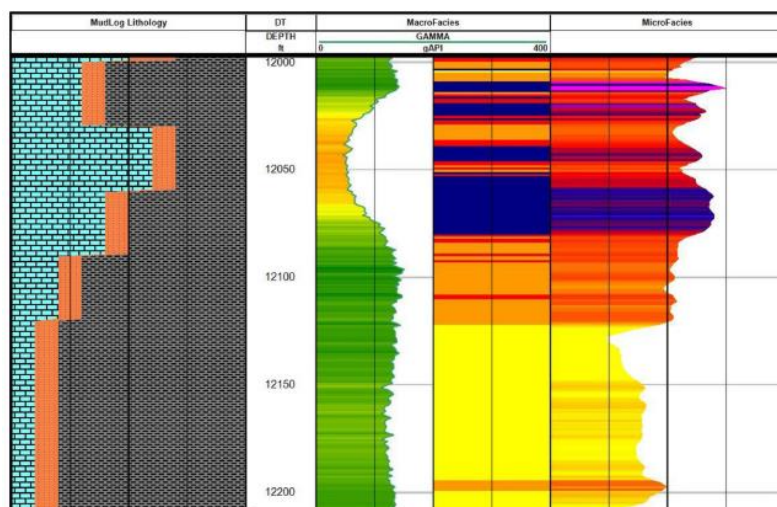 MudLog Lithology DT MacroFacies MicroFacies
DEPTH GAMMA
ft 0 gAPI 400
12000
12050
12100
12150
12200